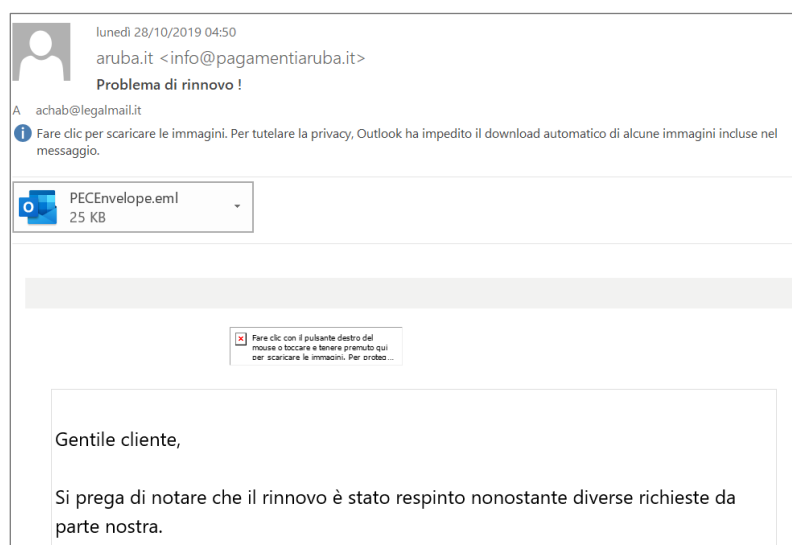 lunedì 28/10/2019 04:50
aruba.it <info@pagamentiaruba.it>
Problema di rinnovo !
A achab@legalmail.it
Fare clic per scaricare le immagini. Per tutelare la privacy, Outlook ha impedito il download automatico di alcune immagini incluse nel
messaggio.
PECEnvelope.eml
25 KB
Fare clic con il pulsante destro del
mouse o toccare e tenere premuto qui
per scaricare le immagini. Per proteg...
Gentile cliente,
Si prega di notare che il rinnovo è stato respinto nonostante diverse richieste da
parte nostra.